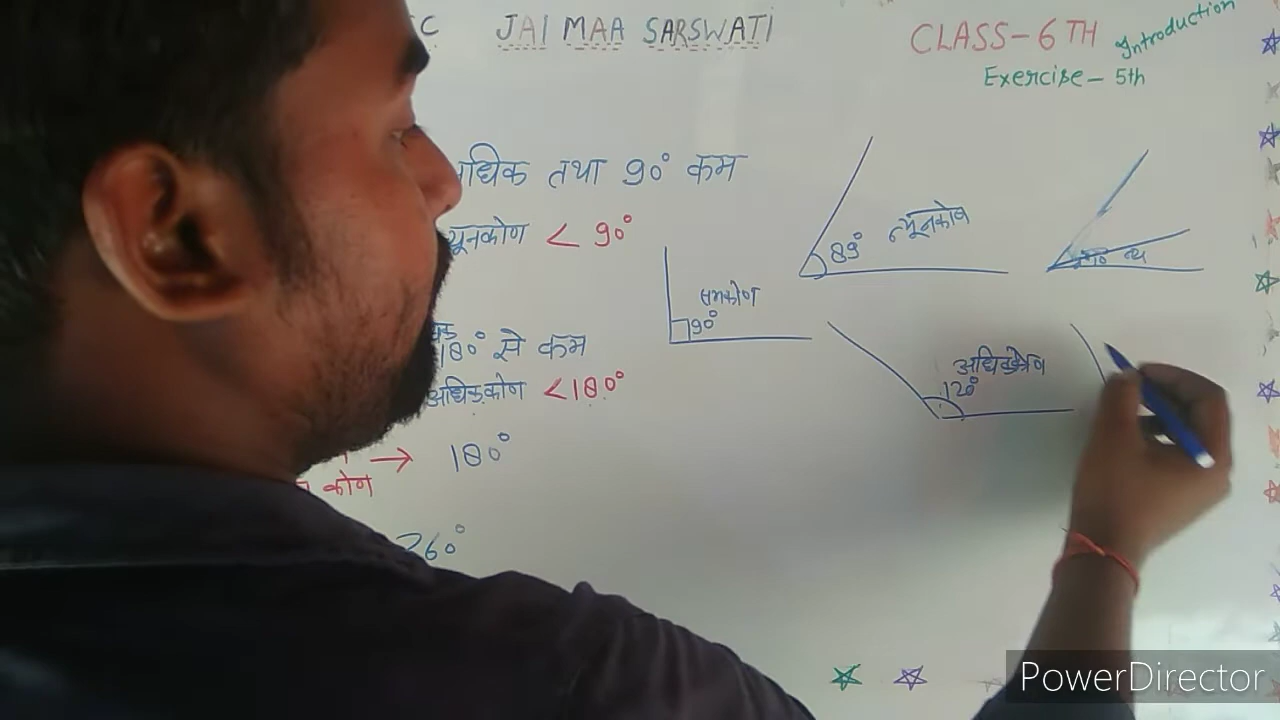 JAI MAA SARSWATI
CLASS-6TH
Introduction
Exercise- 5th
अधिक तथा 90° कम
न्यूनकोण < 90°
180° से कम
अधिककोण <180°
→ 180°
कोण
360°
समकोण
90°
89° न्यूनकोण
अधिककोण
120°
PowerDirector